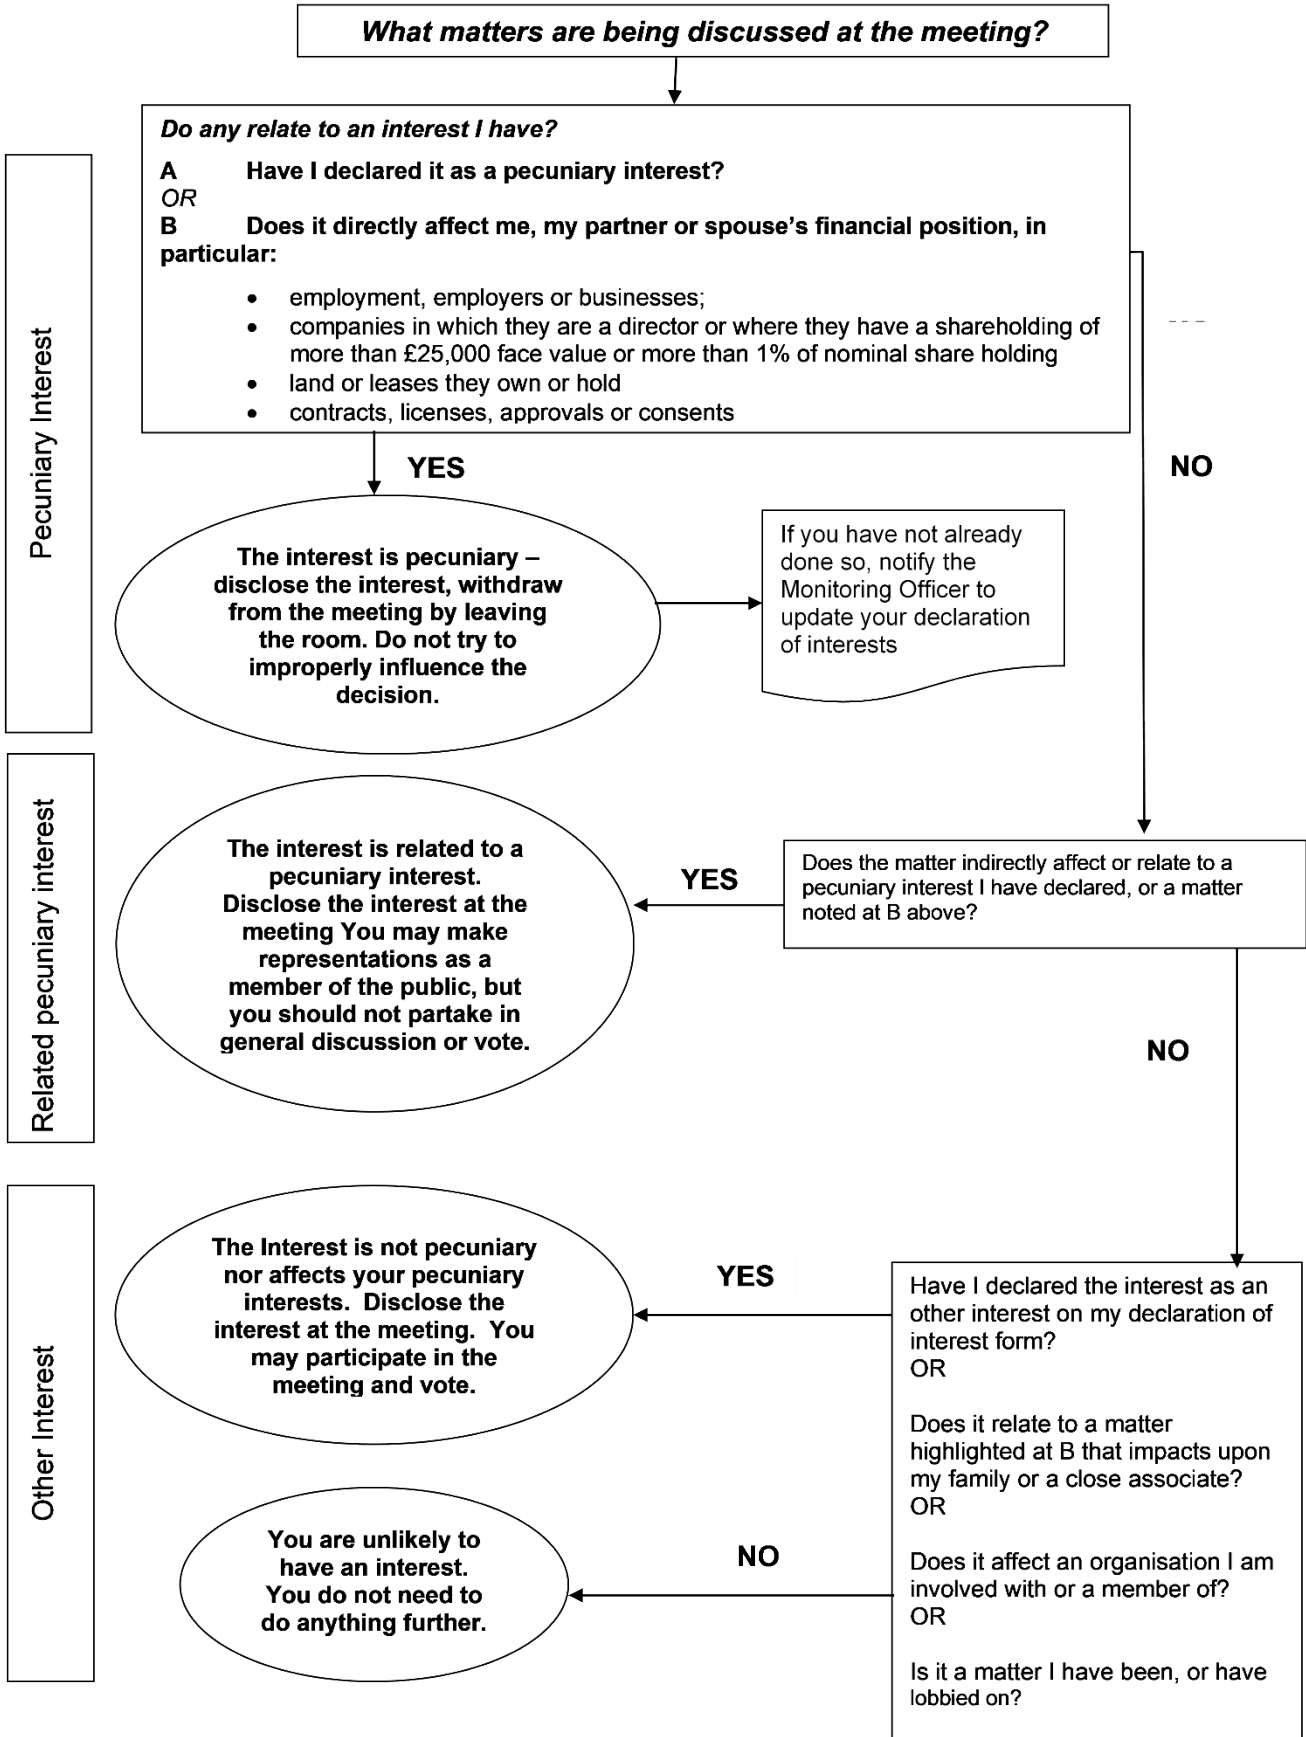 What matters are being discussed at the meeting?
Do any relate to an interest I have?
A Have I declared it as a pecuniary interest?
OR
B Does it directly affect me, my partner or spouse's financial position, in
particular:
• employment, employers or businesses;
• companies in which they are a director or where they have a shareholding of
more than £25,000 face value or more than 1% of nominal share holding
• land or leases they own or hold
• contracts, licenses, approvals or consents
Pecuniary Interest
YES
NO
The interest is pecuniary –
disclose the interest, withdraw
from the meeting by leaving
the room. Do not try to
improperly influence the
decision.
If you have not already
done so, notify the
Monitoring Officer to
update your declaration
of interests
Related pecuniary interest
The interest is related to a
pecuniary interest.
Disclose the interest at the
meeting You may make
representations as a
member of the public, but
you should not partake in
general discussion or vote.
YES
Does the matter indirectly affect or relate to a
pecuniary interest I have declared, or a matter
noted at B above?
NO
Other Interest
The Interest is not pecuniary
nor affects your pecuniary
interests. Disclose the
interest at the meeting. You
may participate in the
meeting and vote.
YES
Have I declared the interest as an
other interest on my declaration of
interest form?
OR
Does it relate to a matter
highlighted at B that impacts upon
my family or a close associate?
OR
Does it affect an organisation I am
involved with or a member of?
OR
Is it a matter I have been, or have
lobbied on?
NO
You are unlikely to
have an interest.
You do not need to
do anything further.